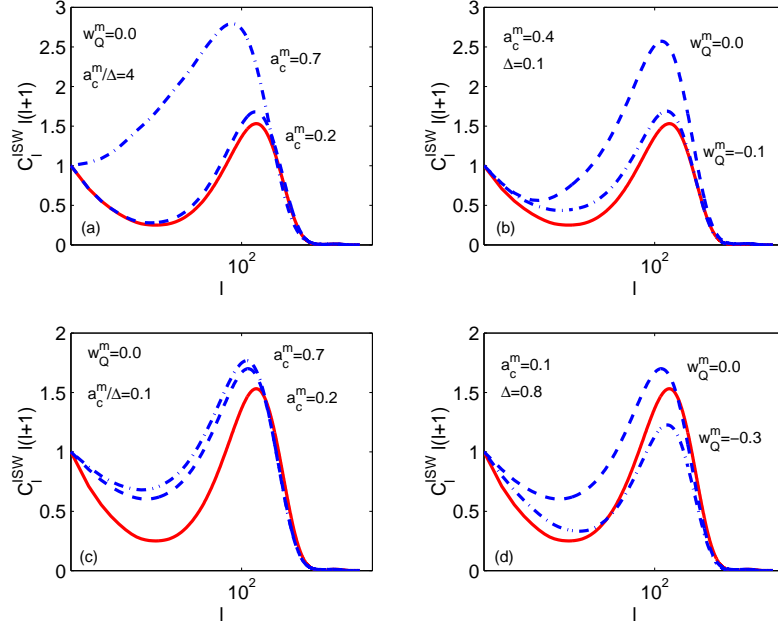 3
2.5
2
1.5
1
0.5
0
C_l^ISW l(l+1)
w_Q^m=0.0
a_c^m/Δ=4
a_c^m=0.7
a_c^m=0.2
(a)
10^2
l
3
2.5
2
1.5
1
0.5
0
C_l^ISW l(l+1)
a_c^m=0.4
Δ=0.1
w_Q^m=0.0
w_Q^m=−0.1
(b)
10^2
l
2
1.5
1
0.5
0
C_l^ISW l(l+1)
w_Q^m=0.0
a_c^m/Δ=0.1
a_c^m=0.7
a_c^m=0.2
(c)
10^2
l
2
1.5
1
0.5
0
C_l^ISW l(l+1)
a_c^m=0.1
Δ=0.8
w_Q^m=0.0
w_Q^m=−0.3
(d)
10^2
l